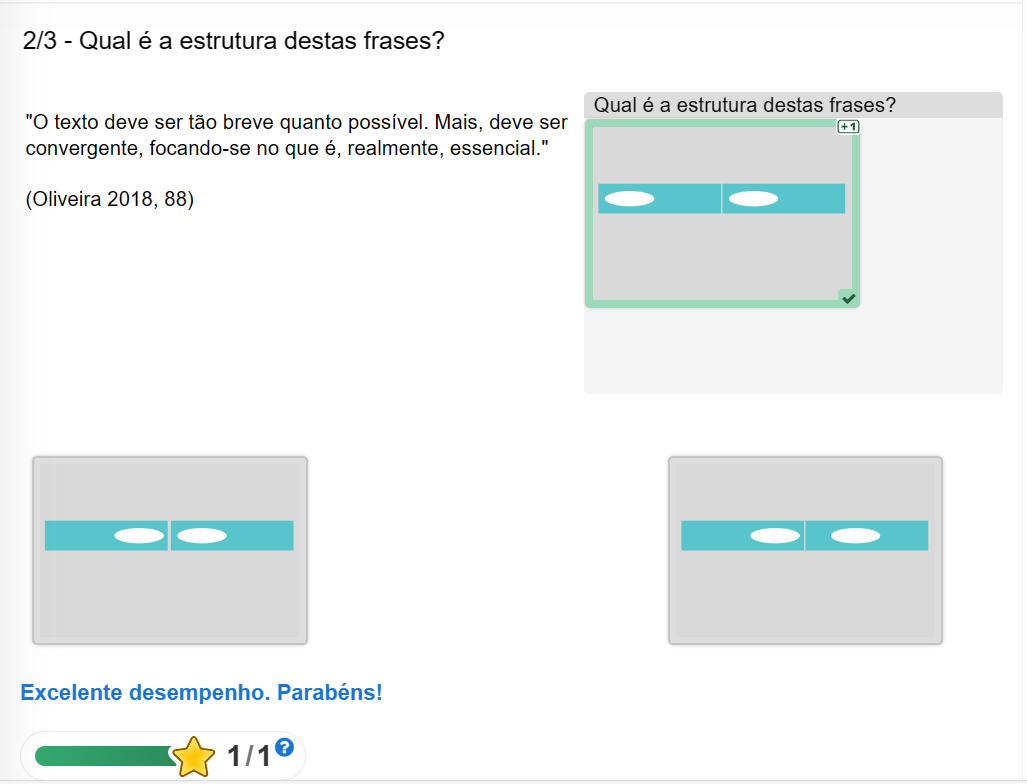 2/3 - Qual é a estrutura destas frases?
"O texto deve ser tão breve quanto possível. Mais, deve ser
convergente, focando-se no que é, realmente, essencial."
(Oliveira 2018, 88)
Qual é a estrutura destas frases?
+1
Excelente desempenho. Parabéns!
1/1 ?